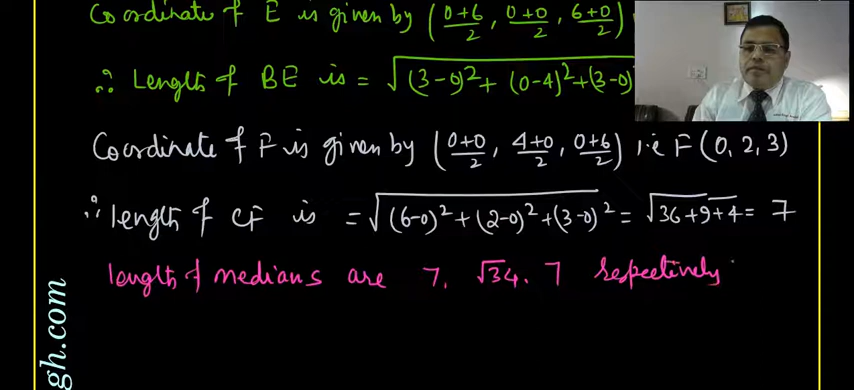 Coordinate of E is given by (0+6/2, 0+0/2, 6+0/2)
∴ Length of BE is = √(3-0)² + (0-4)² + (3-0)
Coordinate of F is given by (0+0/2, 4+0/2, 0+6/2) i.e F (0, 2, 3)
∴ length of CF is = √(6-0)² + (2-0)² + (3-0)² = √36+9+4 = 7
length of medians are 7, √34, 7 respectively
gh.com